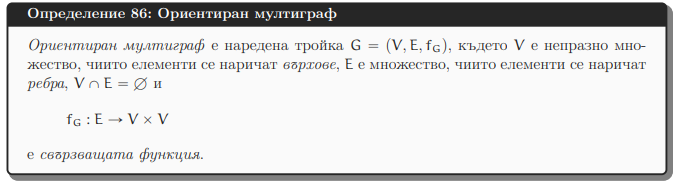 Определение 86: Ориентиран мултиграф
Ориентиран мултиграф е наредена тройка G = (V, E, f_G), където V е непразно мно-
жество, чиито елементи се наричат върхове, E е множество, чиито елементи се наричат
ребра, V ∩ E = ∅ и
f_G : E → V × V
е свързващата функция.